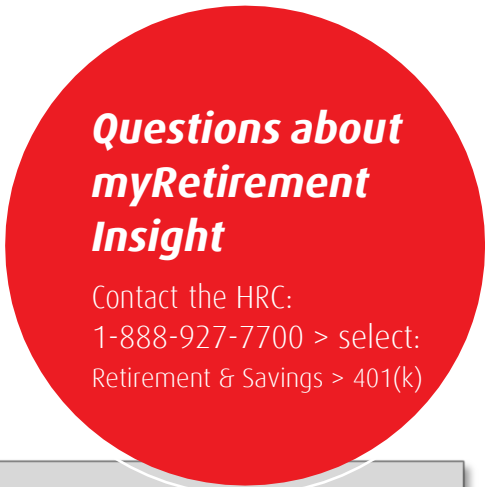 Questions about
myRetirement
Insight
Contact the HRC:
1-888-927-7700 > select:
Retirement & Savings > 401(k)